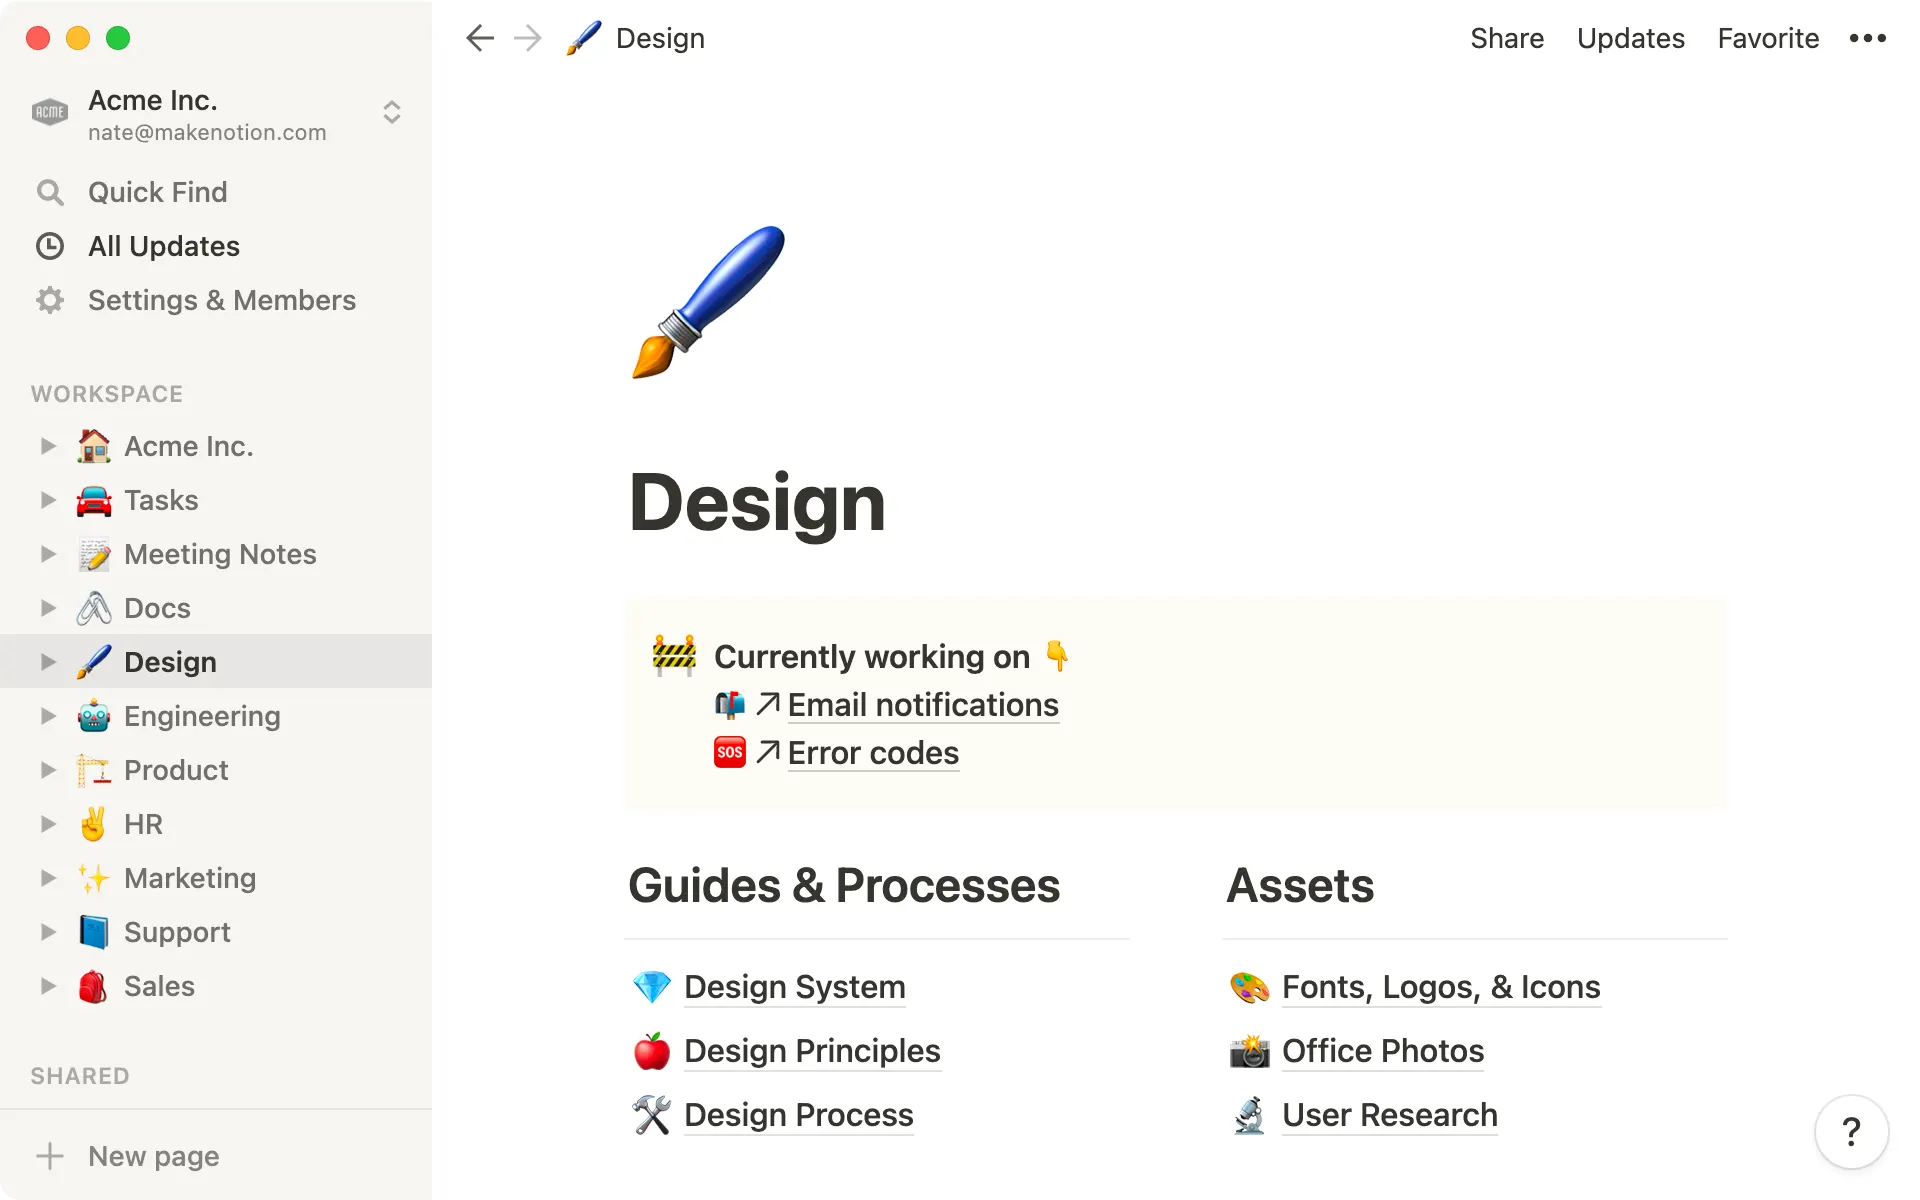 Design
Share
Updates
Favorite
ACME
Acme Inc.
nate@makenotion.com
Quick Find
All Updates
Settings & Members
WORKSPACE
Acme Inc.
Tasks
Meeting Notes
Docs
Design
Engineering
Product
HR
Marketing
Support
Sales
SHARED
New page
Design
Currently working on
Email notifications
SOS
Error codes
Guides & Processes
Design System
Design Principles
Design Process
Assets
Fonts, Logos, & Icons
Office Photos
User Research
?